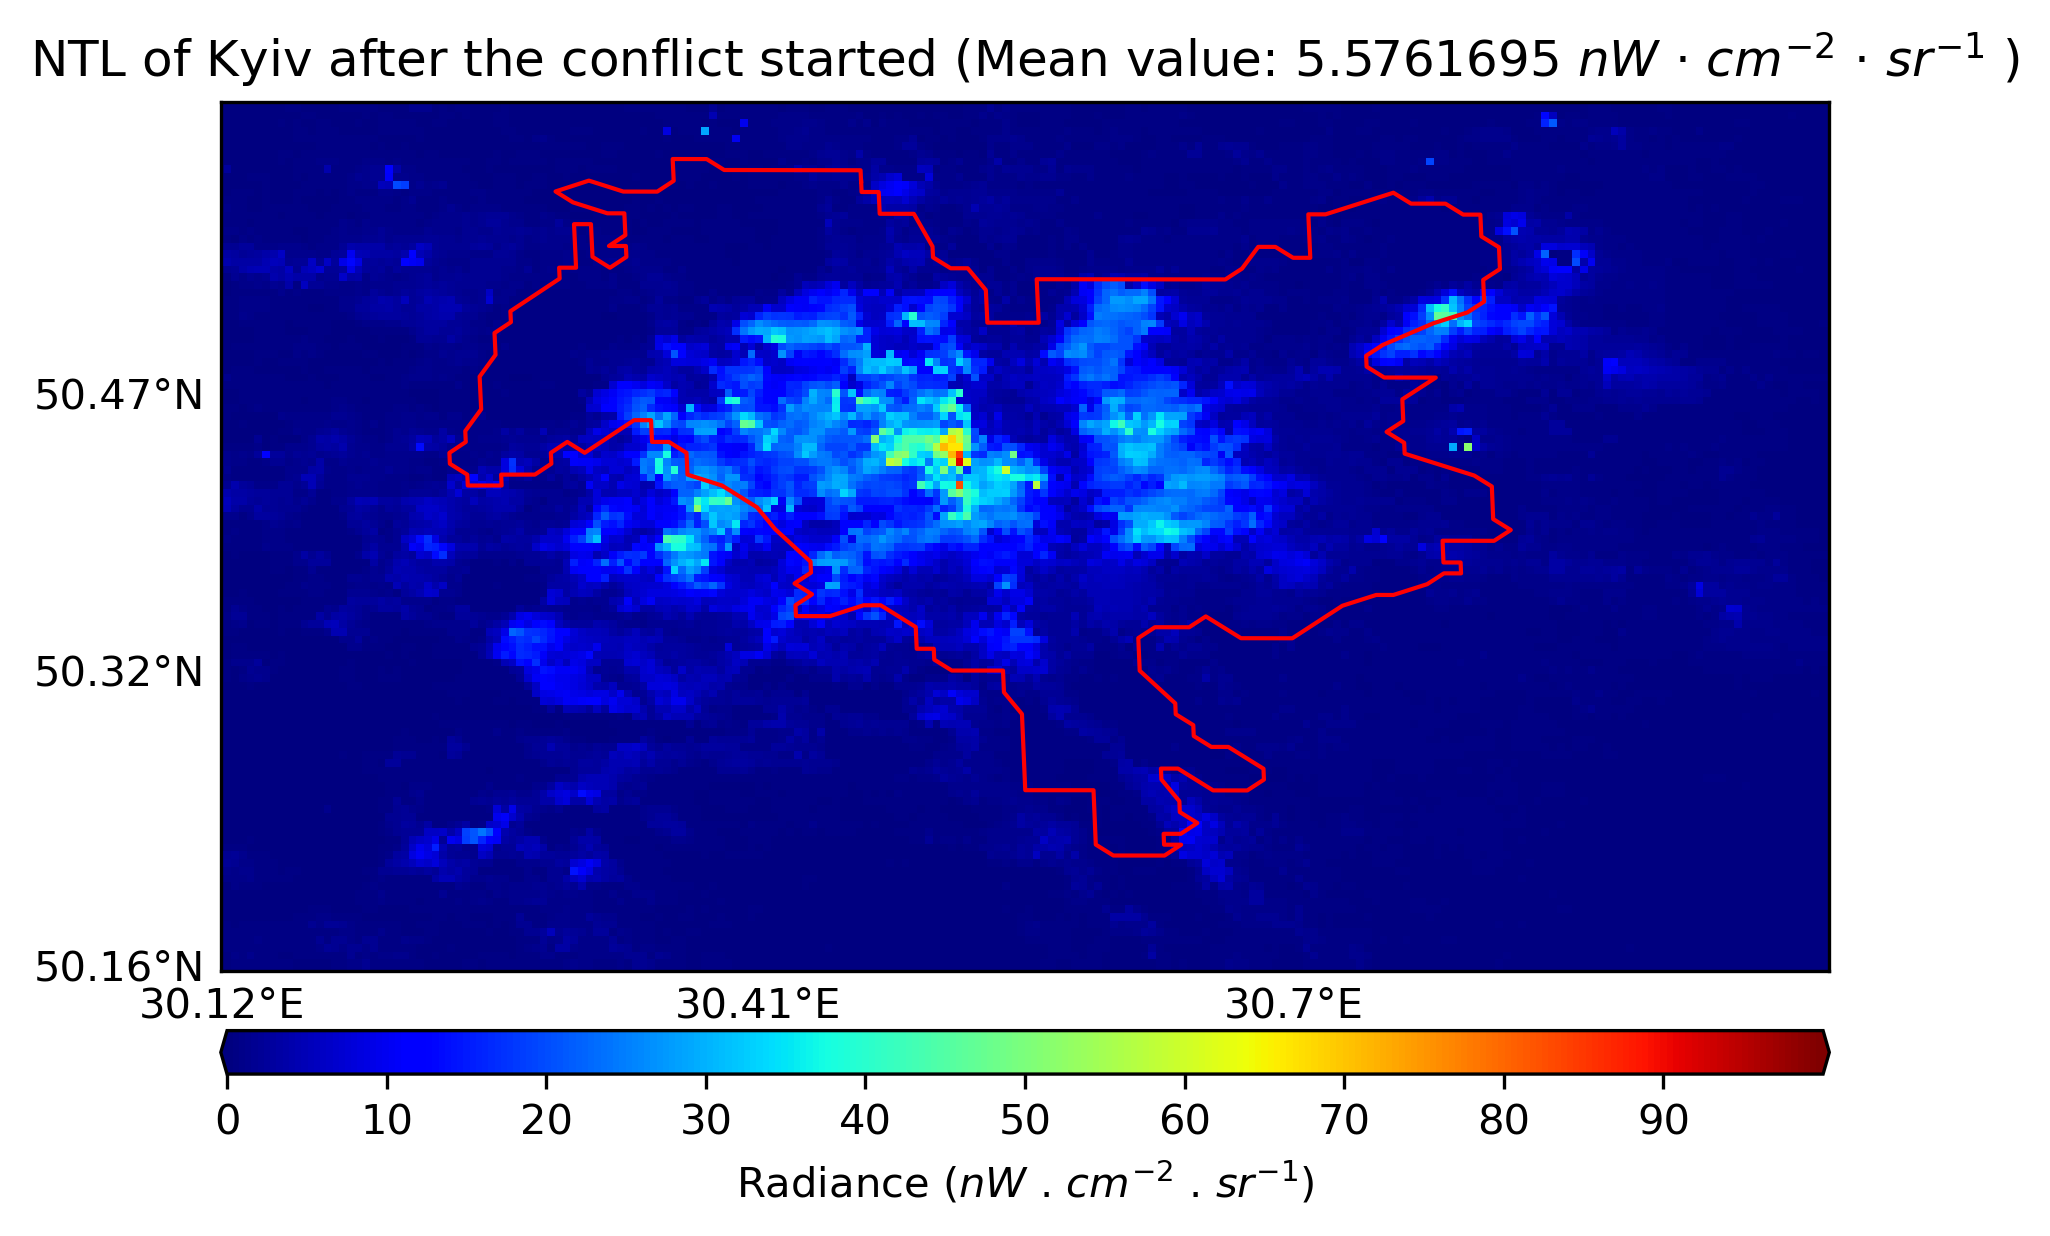 NTL of Kyiv after the conflict started (Mean value: 5.5761695 nW · cm⁻² · sr⁻¹ )
50.47°N
50.32°N
50.16°N
30.12°E 30.41°E 30.7°E
0 10 20 30 40 50 60 70 80 90
Radiance (nW . cm⁻² . sr⁻¹)